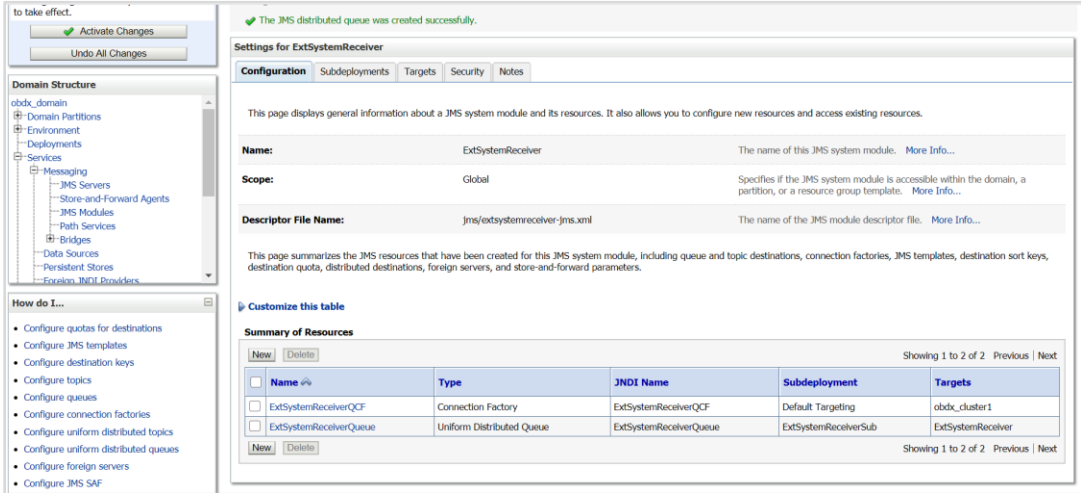 to take effect.
Activate Changes
Undo All Changes
Domain Structure
obdx_domain
Domain Partitions
Environment
Deployments
Services
Messaging
JMS Servers
Store-and-Forward Agents
JMS Modules
Path Services
Bridges
Data Sources
Persistent Stores
Foreign JNDI Providers
How do I...
Configure quotas for destinations
Configure JMS templates
Configure destination keys
Configure topics
Configure queues
Configure connection factories
Configure uniform distributed topics
Configure uniform distributed queues
Configure foreign servers
Configure JMS SAF
The JMS distributed queue was created successfully.
Settings for ExtSystemReceiver
Configuration Subdeployments Targets Security Notes
This page displays general information about a JMS system module and its resources. It also allows you to configure new resources and access existing resources.
Name: ExtSystemReceiver The name of this JMS system module. More Info...
Scope: Global Specifies if the JMS system module is accessible within the domain, a
partition, or a resource group template. More Info...
Descriptor File Name: jms/extsystemreceiver-jms.xml The name of the JMS module descriptor file. More Info...
This page summarizes the JMS resources that have been created for this JMS system module, including queue and topic destinations, connection factories, JMS templates, destination sort keys,
destination quota, distributed destinations, foreign servers, and store-and-forward parameters.
Customize this table
Summary of Resources
New Delete Showing 1 to 2 of 2 Previous | Next
Name Type JNDI Name Subdeployment Targets
ExtSystemReceiverQCF Connection Factory ExtSystemReceiverQCF Default Targeting obdx_cluster1
ExtSystemReceiverQueue Uniform Distributed Queue ExtSystemReceiverQueue ExtSystemReceiverSub ExtSystemReceiver
New Delete Showing 1 to 2 of 2 Previous | Next